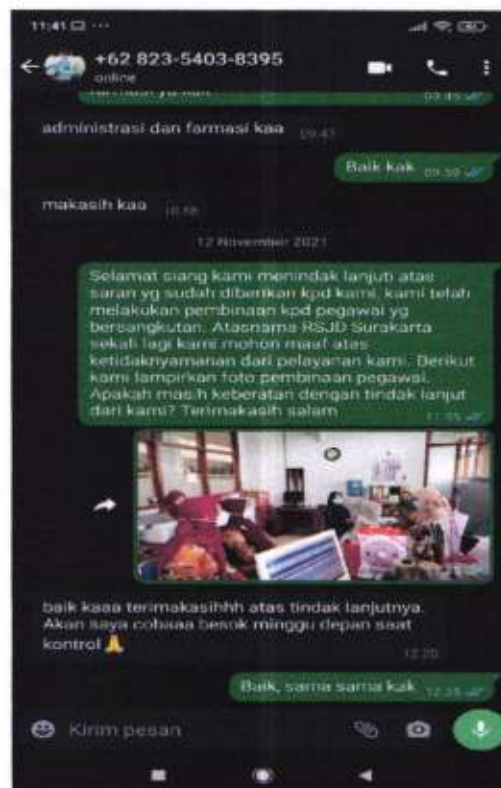 11:41
+62 823-5403-8395
online
administrasi dan farmasi kaa 09.47
Baik kak 09.50
makasih kaa 10.58
12 November 2021
Selamat siang kami menindak lanjuti atas
saran yg sudah diberikan kpd kami, kami telah
melakukan pembinaan kpd pegawai yg
bersangkutan. Atasnama RSJD Surakarta
sekali lagi kami mohon maaf atas
ketidaknyamanan dari pelayanan kami. Berikut
kami lampirkan foto pembinaan pegawai.
Apakah masih keberatan dengan tindak lanjut
dari kami? Terimakasih salam
baik kaaa terimakasihhh atas tindak lanjutnya.
Akan saya cobaaa besok minggu depan saat
kontrol 🙏 12.20
Baik, sama sama kak
Kirim pesan